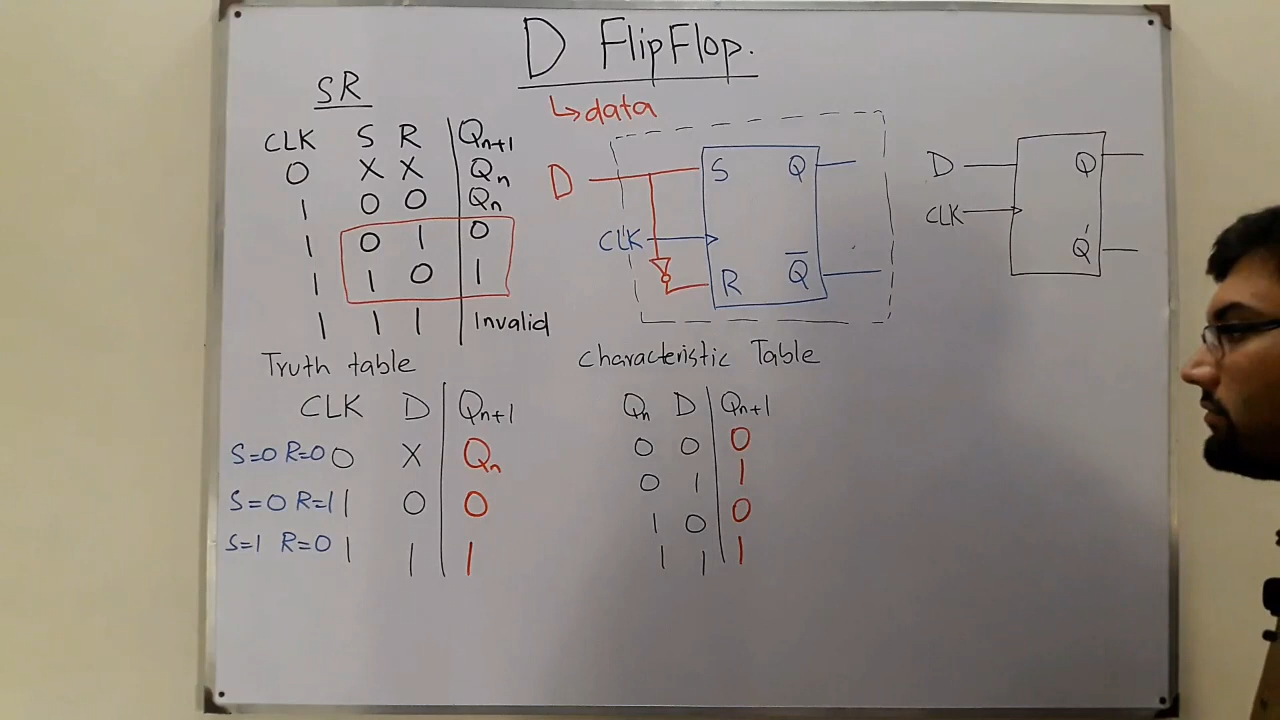 D FlipFlop.
↳data
SR
CLK S R Qn+1
0 X X Qn
1 0 0 Qn
1 0 1 0
1 1 0 1
1 1 1 Invalid
D S Q
CLK
R Q̅
D Q
CLK
Q'
Truth table
CLK D Qn+1
S=0 R=0 0 X Qn
S=0 R=1 1 0 0
S=1 R=0 1 1 1
Characteristic Table
Qn D Qn+1
0 0 0
0 1 1
1 0 0
1 1 1